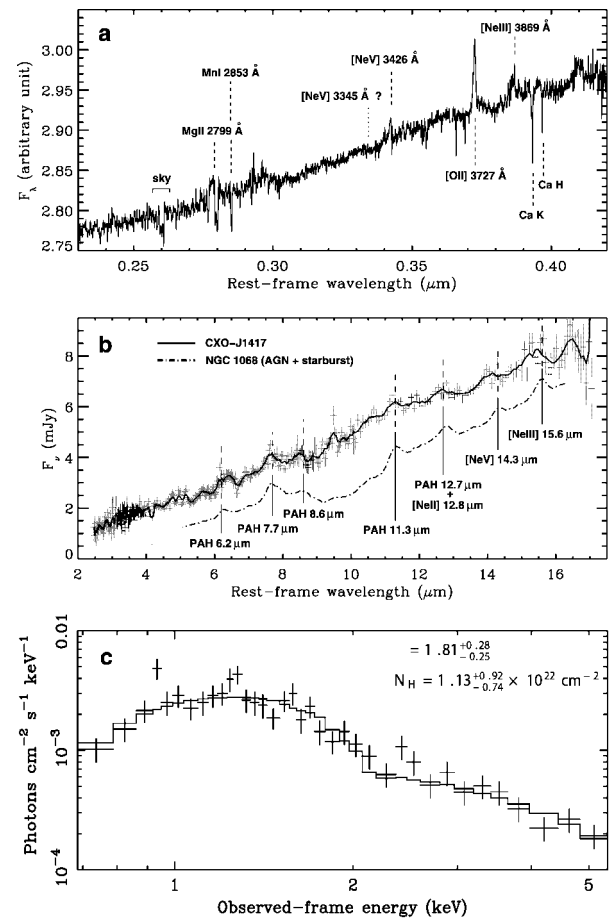 a
[NeIII] 3869 Å
[NeV] 3426 Å
MnI 2853 Å
[NeV] 3345 Å ?
MgII 2799 Å
sky
[OII] 3727 Å
Ca H
Ca K
3.00
2.95
2.90
2.85
2.80
2.75
F_λ (arbitrary unit)
0.25 0.30 0.35 0.40
Rest-frame wavelength (μm)
b
CXO-J1417
NGC 1068 (AGN + starburst)
8
6
4
2
0
F_ν (mJy)
[NeIII] 15.6 μm
[NeV] 14.3 μm
PAH 12.7 μm
+
[NeII] 12.8 μm
PAH 11.3 μm
PAH 8.6 μm
PAH 7.7 μm
PAH 6.2 μm
2 4 6 8 10 12 14 16
Rest-frame wavelength (μm)
c
= 1.81 +0.28 −0.25
N_H = 1.13 +0.92 −0.74 × 10²² cm⁻²
0.01
10⁻³
10⁻⁴
Photons cm⁻² s⁻¹ keV⁻¹
1 2 5
Observed-frame energy (keV)